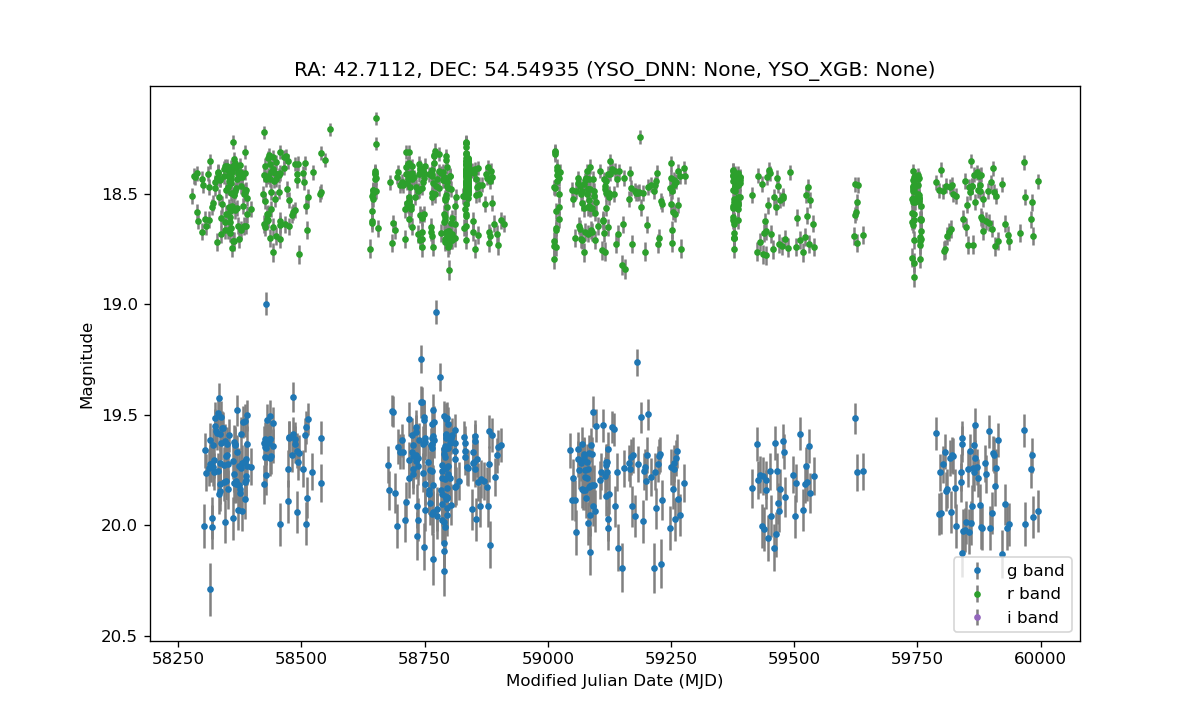 RA: 42.7112, DEC: 54.54935 (YSO_DNN: None, YSO_XGB: None)
Magnitude
18.5
19.0
19.5
20.0
20.5
g band
r band
i band
58250 58500 58750 59000 59250 59500 59750 60000
Modified Julian Date (MJD)